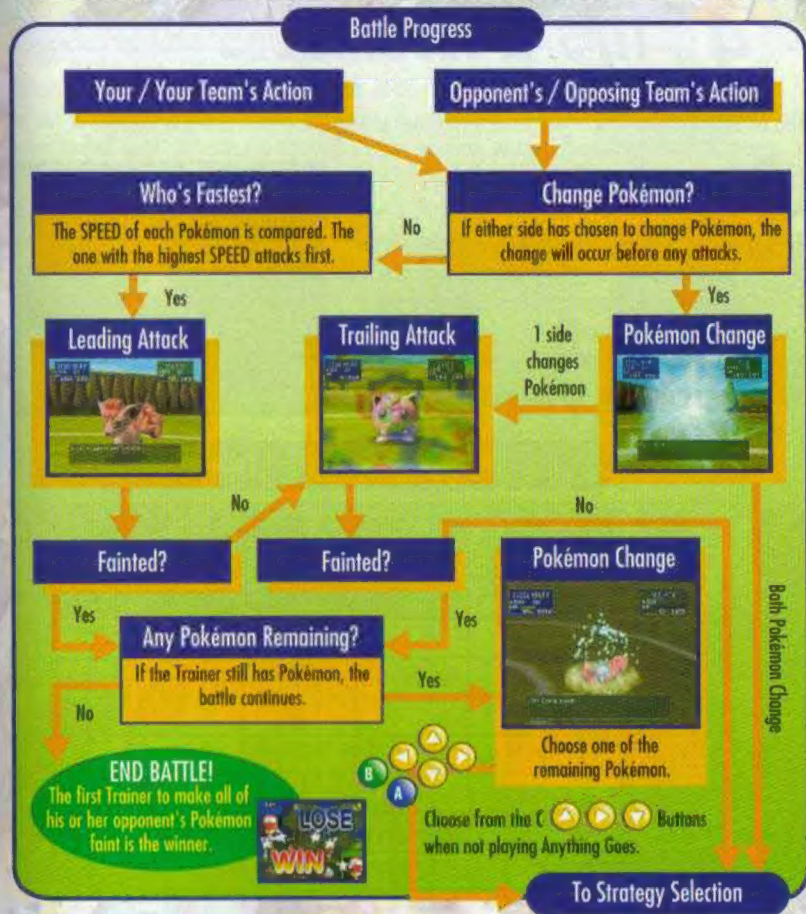 Battle Progress
Your / Your Team's Action
Opponent's / Opposing Team's Action
Who's Fastest?
The SPEED of each Pokémon is compared. The
one with the highest SPEED attacks first.
No
Change Pokémon?
If either side has chosen to change Pokémon, the
change will occur before any attacks.
Yes
Yes
Leading Attack
Trailing Attack
1 side
changes
Pokémon
Pokémon Change
No
No
Fainted?
Fainted?
Pokémon Change
Both Pokémon Change
Yes
Yes
Any Pokémon Remaining?
If the Trainer still has Pokémon, the
battle continues.
Yes
No
Choose one of the
remaining Pokémon.
END BATTLE!
The first Trainer to make all of
his or her opponent's Pokémon
faint is the winner.
LOSE
WIN
B
A
Choose from the C Buttons
when not playing Anything Goes.
To Strategy Selection